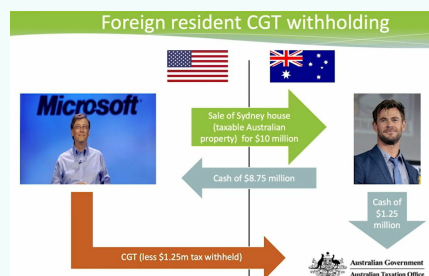 Foreign resident CGT withholding
Microsoft
Sale of Sydney house
(taxable Australian
property) for $10 million
Cash of $8.75 million
Cash of
$1.25
million
CGT (less $1.25m tax withheld)
Australian Government
Australian Taxation Office